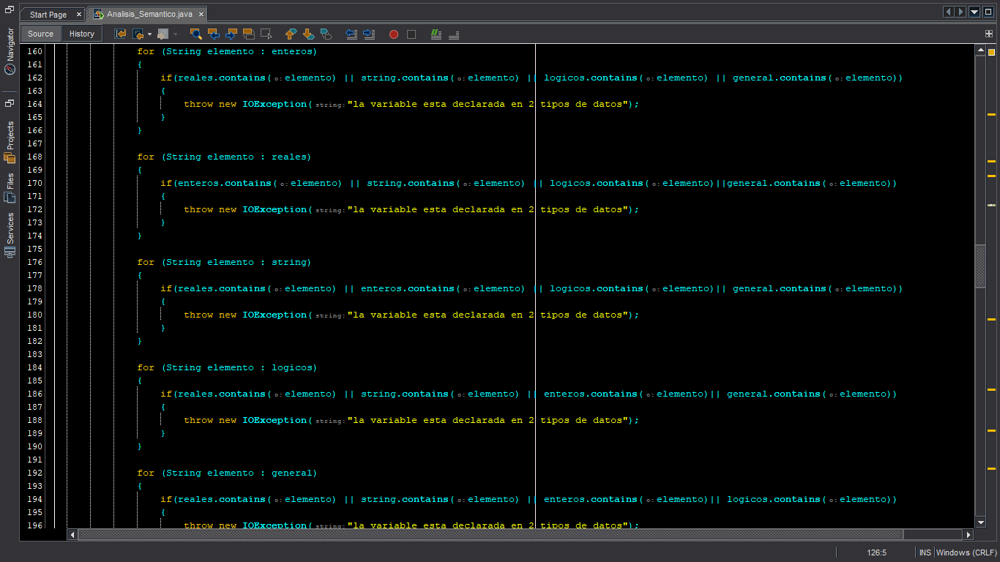 Start Page × Analisis_Semantico.java ×
Source History
Navigator
Projects
Files
Services
160 for (String elemento : enteros)
161 {
162 if(reales.contains(o:elemento) || string.contains(o:elemento) || logicos.contains(o:elemento) || general.contains(o:elemento))
163 {
164 throw new IOException(string:"la variable esta declarada en 2 tipos de datos");
165 }
166 }
167
168 for (String elemento : reales)
169 {
170 if(enteros.contains(o:elemento) || string.contains(o:elemento) || logicos.contains(o:elemento)||general.contains(o:elemento))
171 {
172 throw new IOException(string:"la variable esta declarada en 2 tipos de datos");
173 }
174 }
175
176 for (String elemento : string)
177 {
178 if(reales.contains(o:elemento) || enteros.contains(o:elemento) || logicos.contains(o:elemento)|| general.contains(o:elemento))
179 {
180 throw new IOException(string:"la variable esta declarada en 2 tipos de datos");
181 }
182 }
183
184 for (String elemento : logicos)
185 {
186 if(reales.contains(o:elemento) || string.contains(o:elemento) || enteros.contains(o:elemento)|| general.contains(o:elemento))
187 {
188 throw new IOException(string:"la variable esta declarada en 2 tipos de datos");
189 }
190 }
191
192 for (String elemento : general)
193 {
194 if(reales.contains(o:elemento) || string.contains(o:elemento) || enteros.contains(o:elemento)|| logicos.contains(o:elemento))
195 {
196 throw new IOException(string:"la variable esta declarada en 2 tipos de datos");
126:5 INS Windows (CRLF)